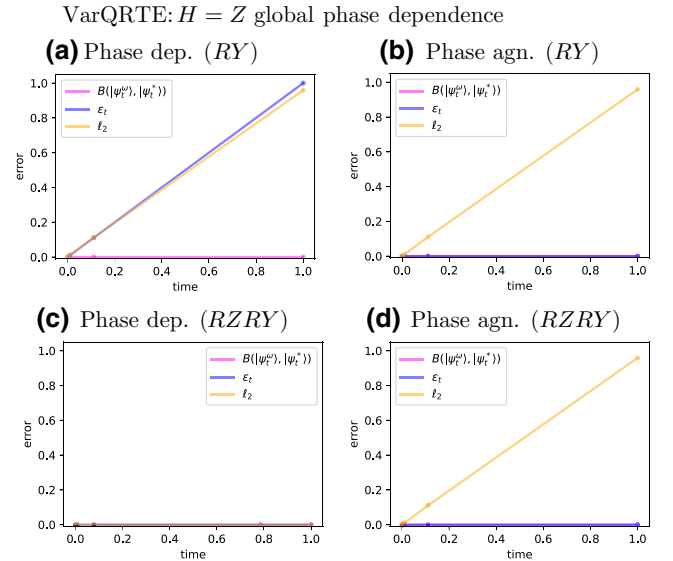 VarQRTE: H = Z global phase dependence
(a) Phase dep. (RY)
(b) Phase agn. (RY)
1.0
0.8
0.6
0.4
0.2
0.0
error
B(|ψ_t^ω⟩, |ψ_t^*⟩)
ε_t
ℓ_2
0.0 0.2 0.4 0.6 0.8 1.0
time
1.0
0.8
0.6
0.4
0.2
0.0
error
B(|ψ_t^ω⟩, |ψ_t^*⟩)
ε_t
ℓ_2
0.0 0.2 0.4 0.6 0.8 1.0
time
(c) Phase dep. (RZRY)
(d) Phase agn. (RZRY)
1.0
0.8
0.6
0.4
0.2
0.0
error
B(|ψ_t^ω⟩, |ψ_t^*⟩)
ε_t
ℓ_2
0.0 0.2 0.4 0.6 0.8 1.0
time
1.0
0.8
0.6
0.4
0.2
0.0
error
B(|ψ_t^ω⟩, |ψ_t^*⟩)
ε_t
ℓ_2
0.0 0.2 0.4 0.6 0.8 1.0
time